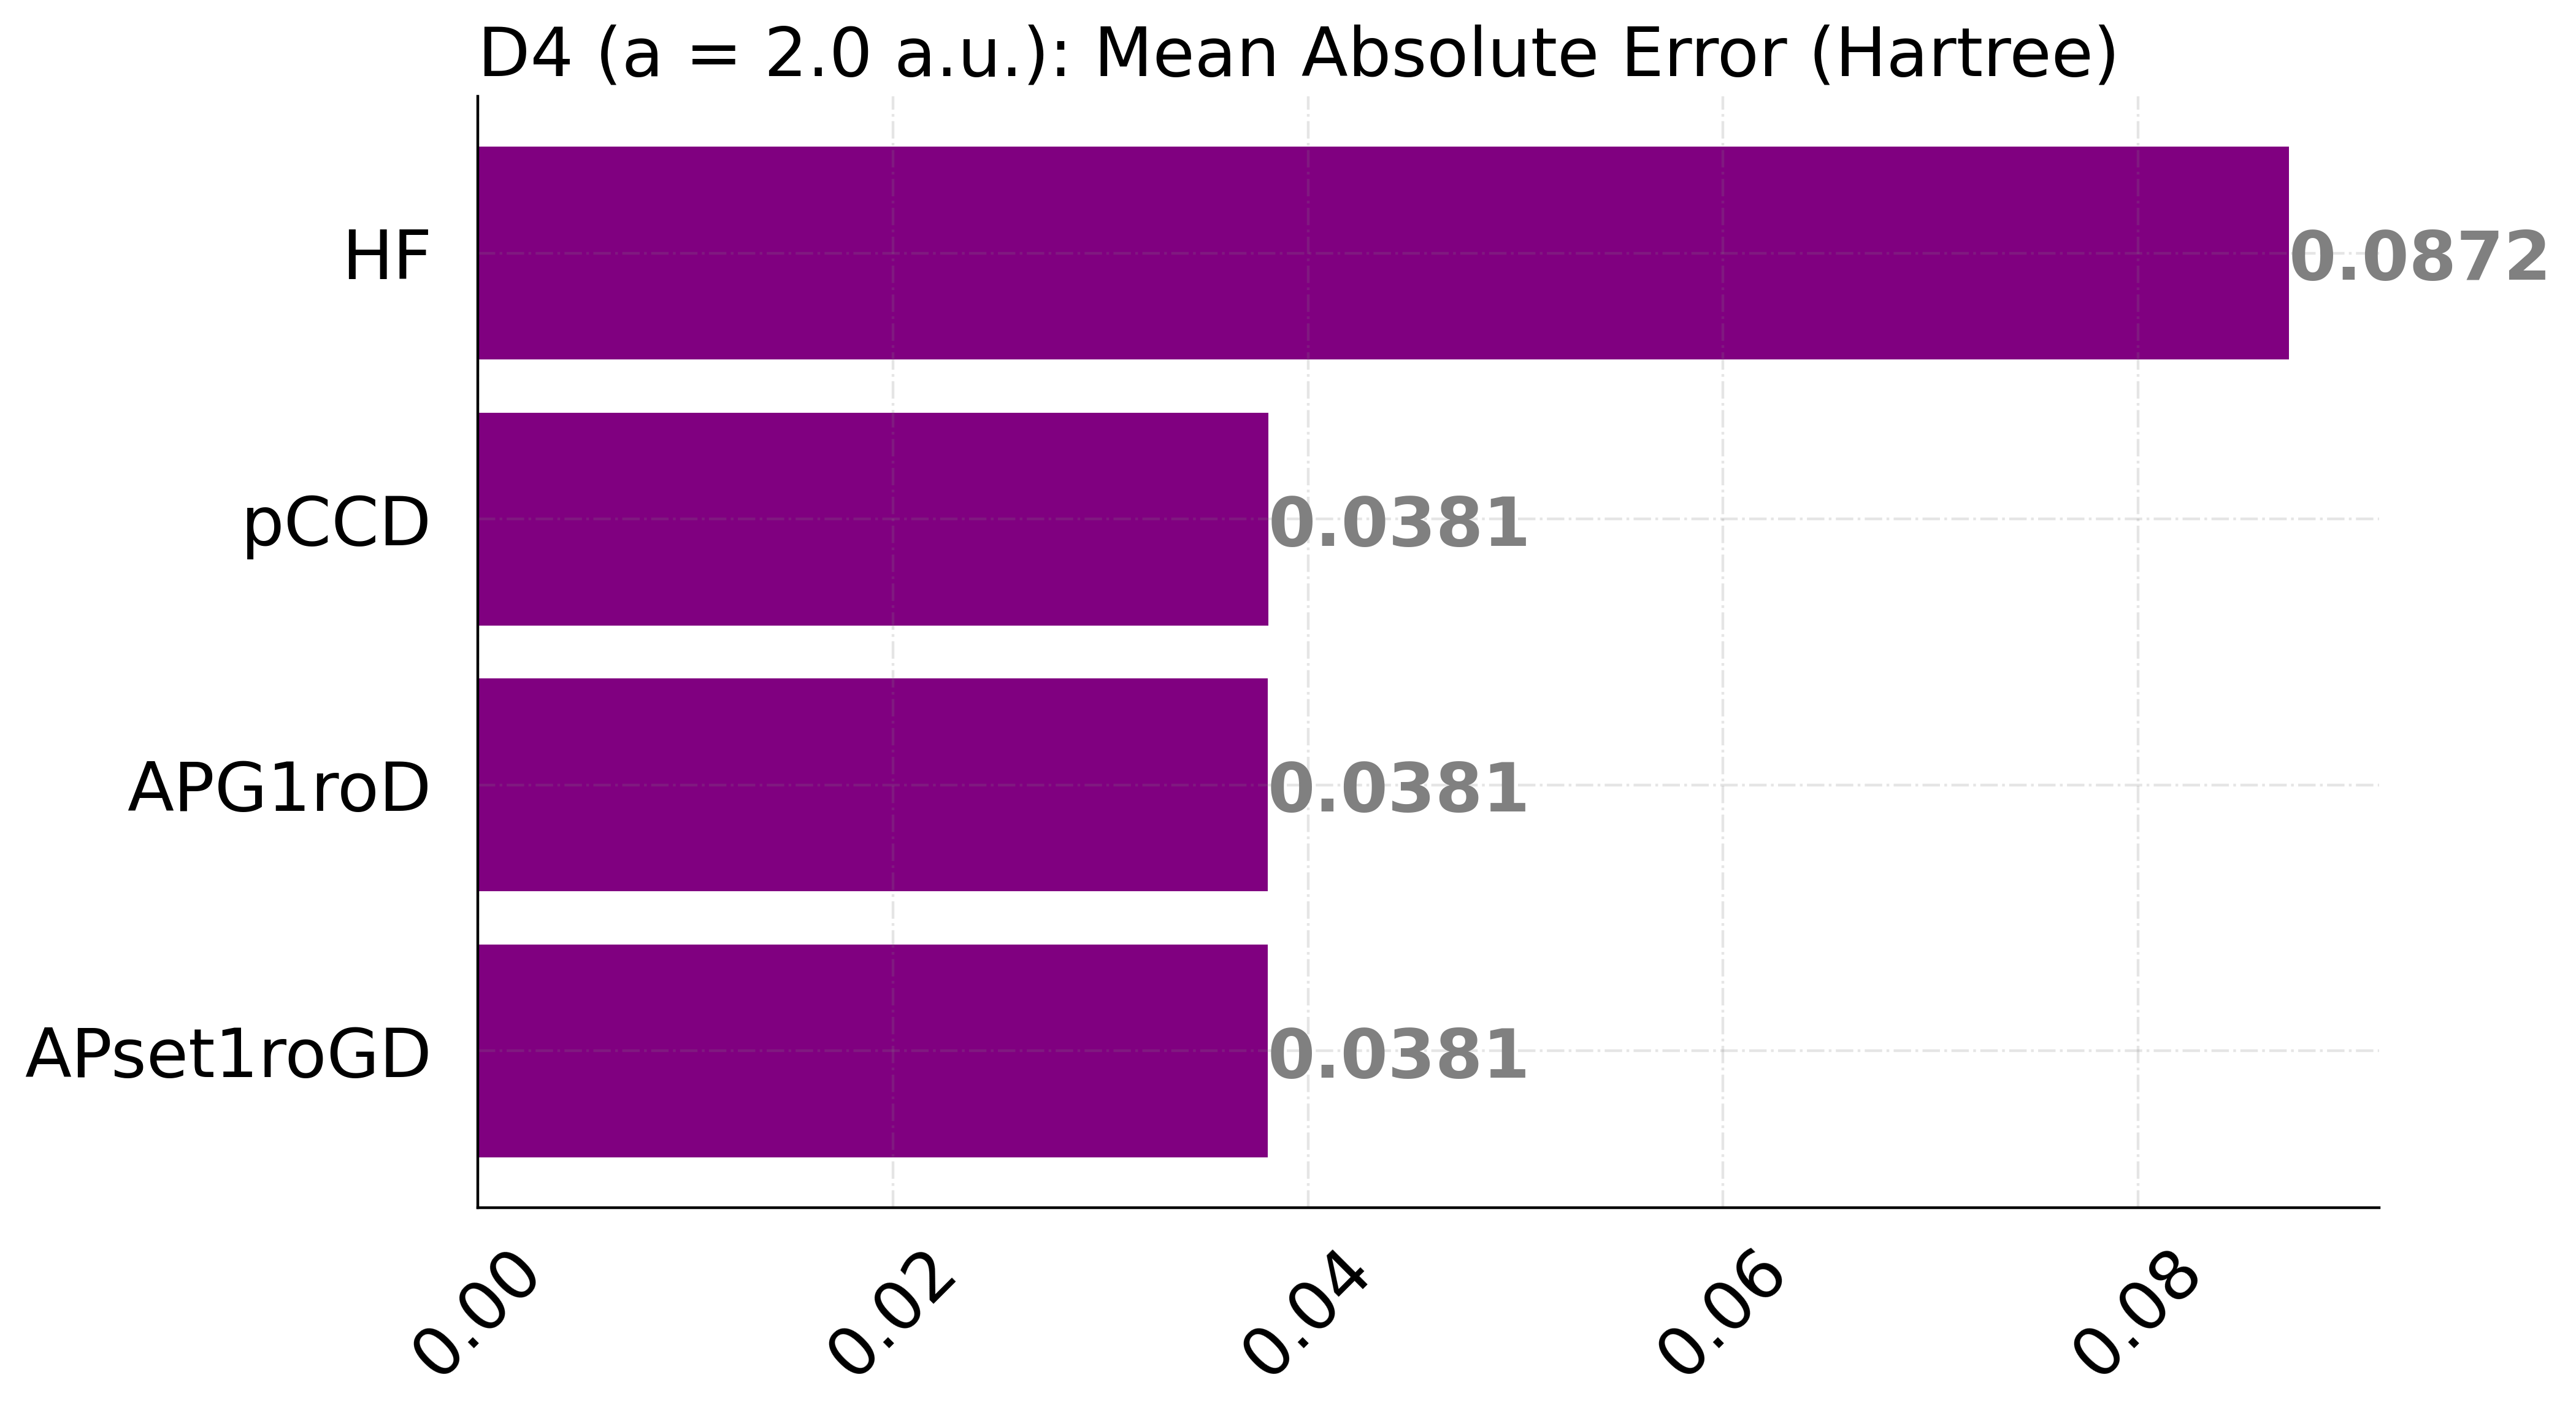 D4 (a = 2.0 a.u.): Mean Absolute Error (Hartree)
HF
0.0872
pCCD
0.0381
APG1roD
0.0381
APset1roGD
0.0381
0.00
0.02
0.04
0.06
0.08